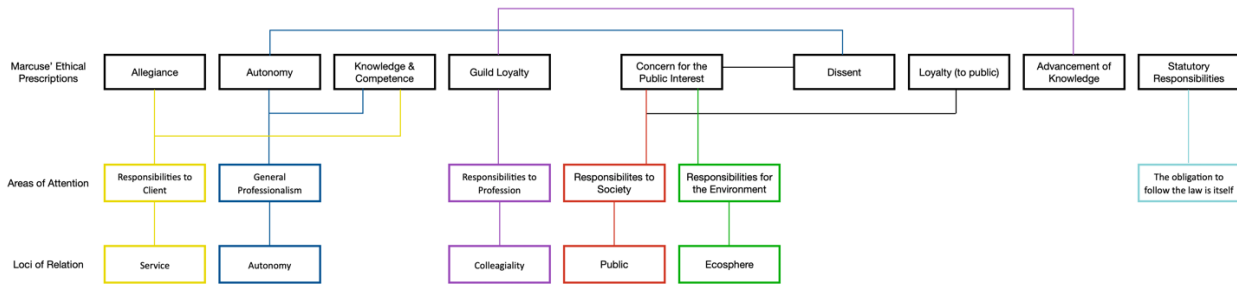 Marcuse' Ethical
Prescriptions
Allegiance
Autonomy
Knowledge &
Competence
Guild Loyalty
Concern for the
Public Interest
Dissent
Loyalty (to public)
Advancement of
Knowledge
Statutory
Responsibilities
Areas of Attention
Responsibilities to
Client
General
Professionalism
Responsibilities to
Profession
Responsibilites to
Society
Responsibilities for
the Environment
The obligation to
follow the law is itself
Loci of Relation
Service
Autonomy
Colleagiality
Public
Ecosphere